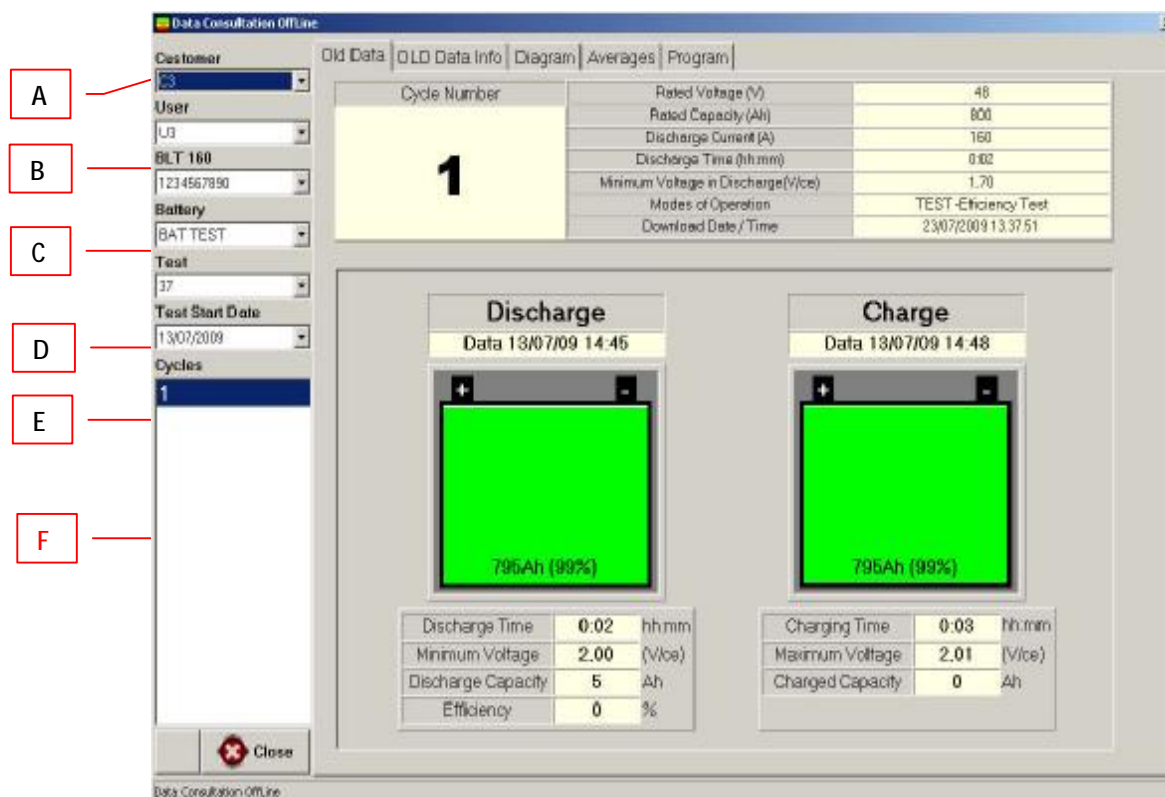 Data Consultation OffLine
Customer
C3
User
U3
BLT 160
1234567890
Battery
BAT TEST
Test
37
Test Start Date
13/07/2009
Cycles
1
Close
A
B
C
D
E
F
Old Data OLD Data Info Diagram Averages Program
Cycle Number
1
Rated Voltage (V) 48
Rated Capacity (Ah) 800
Discharge Current (A) 160
Discharge Time (hh:mm) 0:02
Minimum Voltage in Discharge(V/ce) 1.70
Modes of Operation TEST -Efficiency Test
Download Date / Time 23/07/2009 13.37.51
Discharge
Data 13/07/09 14:45
+ -
795Ah (99%)
Discharge Time 0:02 hh:mm
Minimum Voltage 2.00 (V/ce)
Discharge Capacity 5 Ah
Efficiency 0 %
Charge
Data 13/07/09 14:48
+ -
795Ah (99%)
Charging Time 0:03 hh:mm
Maximum Voltage 2.01 (V/ce)
Charged Capacity 0 Ah
Data Consultation OffLine